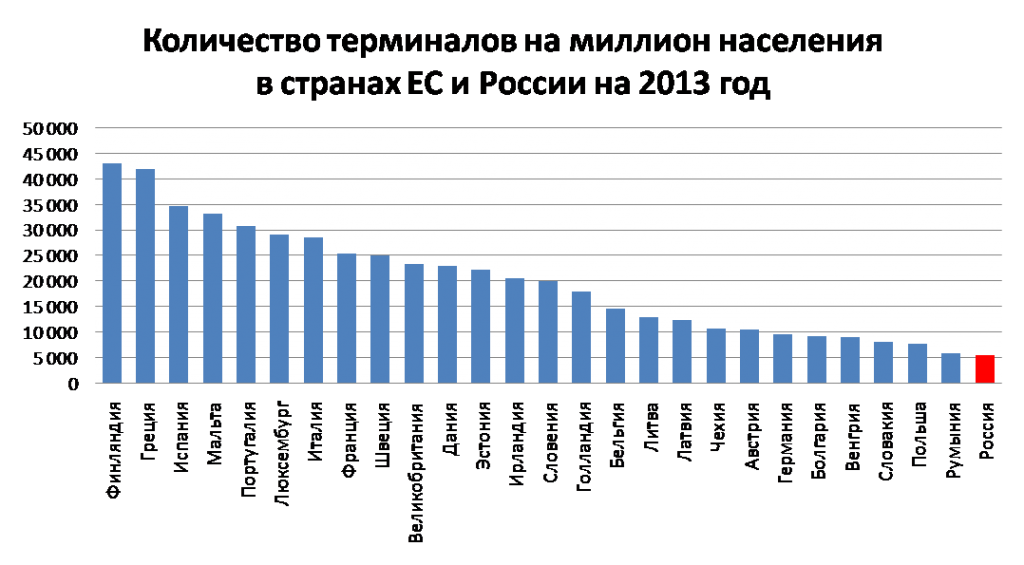 Количество терминалов на миллион населения
в странах ЕС и России на 2013 год
50 000
45 000
40 000
35 000
30 000
25 000
20 000
15 000
10 000
5 000
0
Финляндия
Греция
Испания
Мальта
Португалия
Люксембург
Италия
Франция
Швеция
Великобритания
Дания
Эстония
Ирландия
Словения
Голландия
Бельгия
Литва
Латвия
Чехия
Австрия
Германия
Болгария
Венгрия
Словакия
Польша
Румыния
Россия